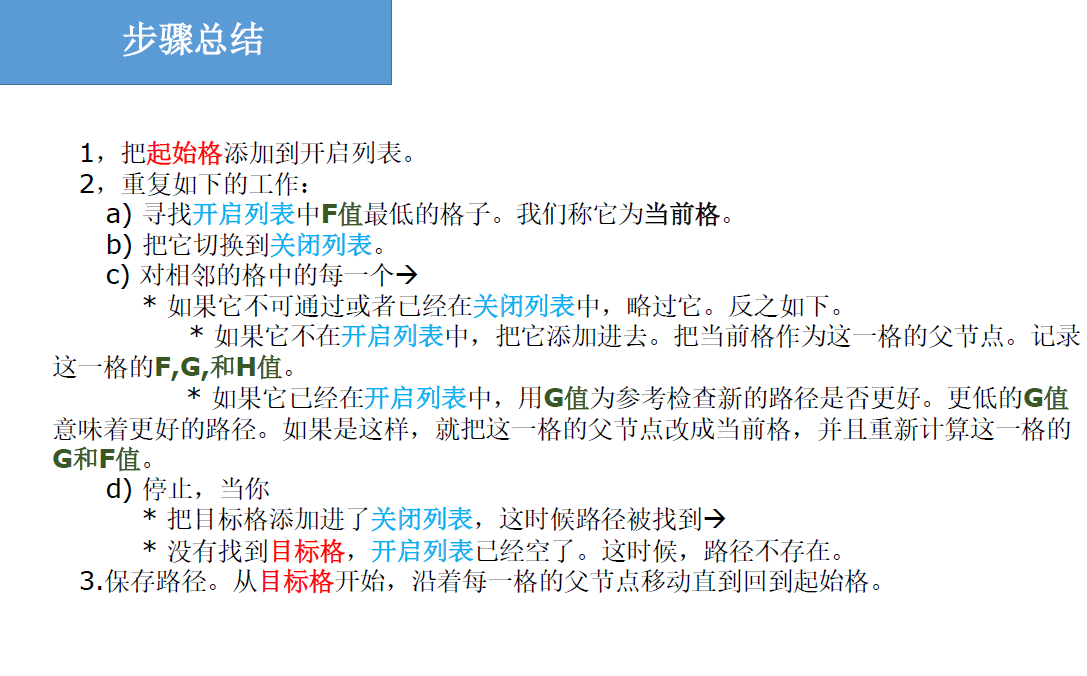 步骤总结
1，把起始格添加到开启列表。
2，重复如下的工作：
a) 寻找开启列表中F值最低的格子。我们称它为当前格。
b) 把它切换到关闭列表。
c) 对相邻的格中的每一个→
* 如果它不可通过或者已经在关闭列表中，略过它。反之如下。
* 如果它不在开启列表中，把它添加进去。把当前格作为这一格的父节点。记录
这一格的F,G,和H值。
* 如果它已经在开启列表中，用G值为参考检查新的路径是否更好。更低的G值
意味着更好的路径。如果是这样，就把这一格的父节点改成当前格，并且重新计算这一格的
G和F值。
d) 停止，当你
* 把目标格添加进了关闭列表，这时候路径被找到→
* 没有找到目标格，开启列表已经空了。这时候，路径不存在。
3.保存路径。从目标格开始，沿着每一格的父节点移动直到回到起始格。